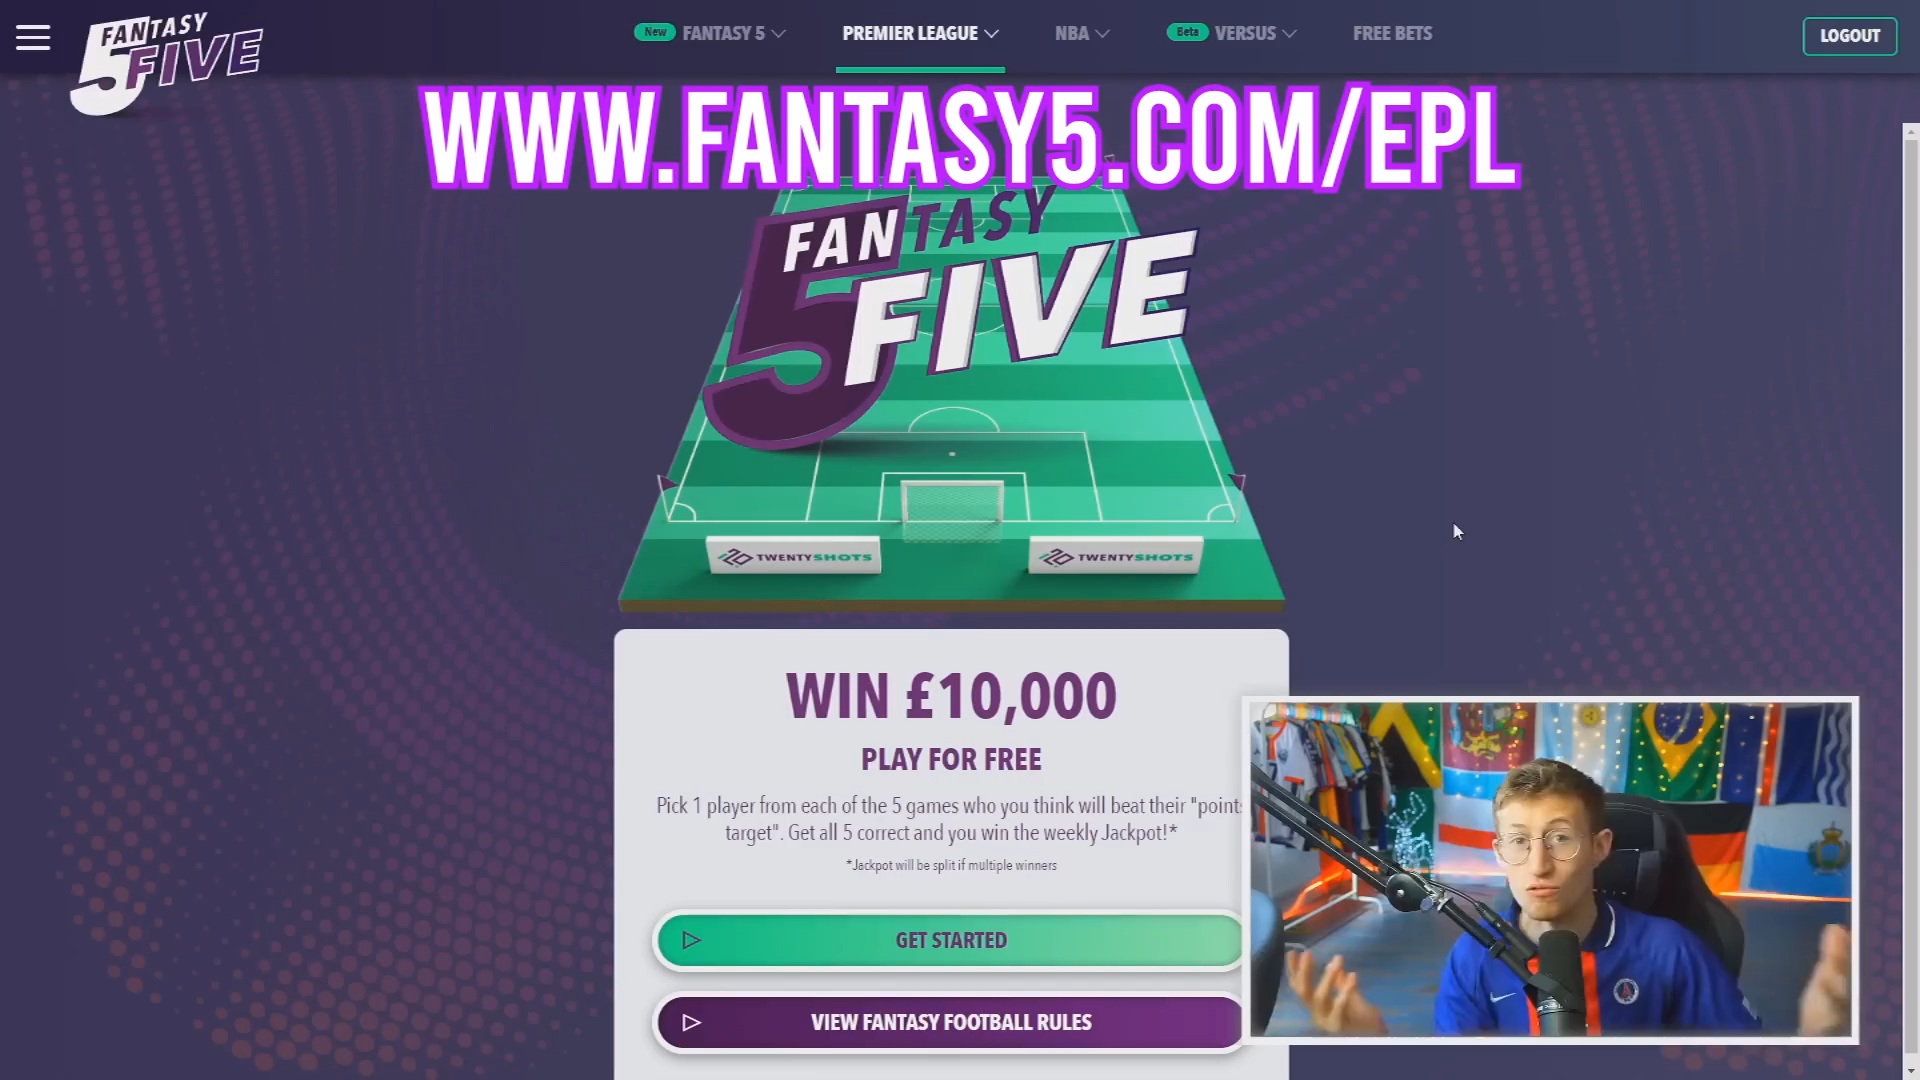 FANTASY
5 FIVE
New FANTASY 5
PREMIER LEAGUE
NBA
Beta VERSUS
FREE BETS
LOGOUT
WWW.FANTASY5.COM/EPL
FANTASY
5 FIVE
TWENTYSHOTS
TWENTYSHOTS
WIN £10,000
PLAY FOR FREE
Pick 1 player from each of the 5 games who you think will beat their "points
target". Get all 5 correct and you win the weekly Jackpot!*
*Jackpot will be split if multiple winners
GET STARTED
VIEW FANTASY FOOTBALL RULES